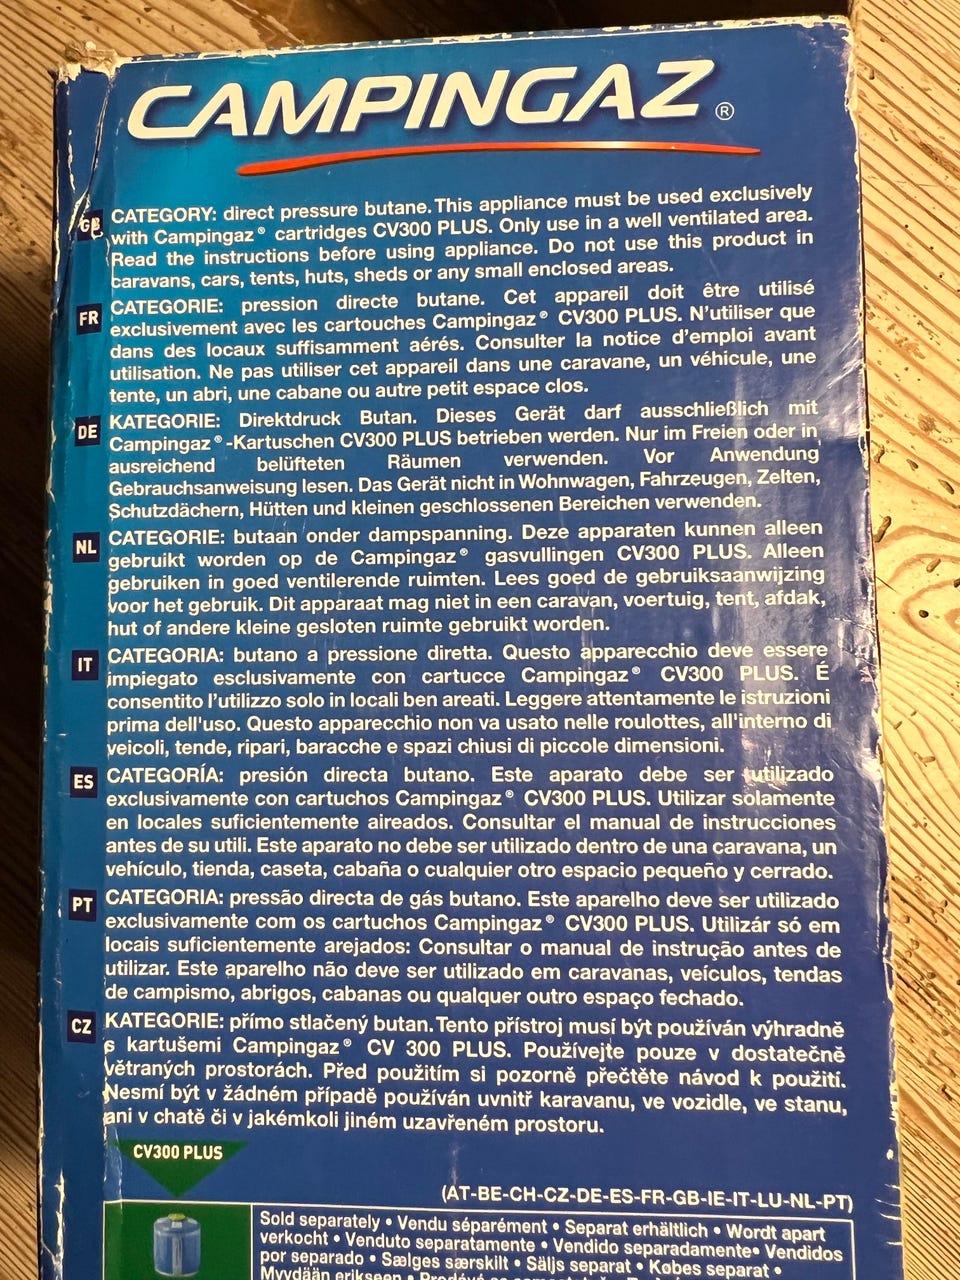 CAMPINGAZ®
GB CATEGORY: direct pressure butane. This appliance must be used exclusively
with Campingaz® cartridges CV300 PLUS. Only use in a well ventilated area.
Read the instructions before using appliance. Do not use this product in
caravans, cars, tents, huts, sheds or any small enclosed areas.
FR CATEGORIE: pression directe butane. Cet appareil doit être utilisé
exclusivement avec les cartouches Campingaz® CV300 PLUS. N'utiliser que
dans des locaux suffisamment aérés. Consulter la notice d'emploi avant
utilisation. Ne pas utiliser cet appareil dans une caravane, un véhicule, une
tente, un abri, une cabane ou autre petit espace clos.
DE KATEGORIE: Direktdruck Butan. Dieses Gerät darf ausschließlich mit
Campingaz®-Kartuschen CV300 PLUS betrieben werden. Nur im Freien oder in
ausreichend belüfteten Räumen verwenden. Vor Anwendung
Gebrauchsanweisung lesen. Das Gerät nicht in Wohnwagen, Fahrzeugen, Zelten,
Schutzdächern, Hütten und kleinen geschlossenen Bereichen verwenden.
NL CATEGORIE: butaan onder dampspanning. Deze apparaten kunnen alleen
gebruikt worden op de Campingaz® gasvullingen CV300 PLUS. Alleen
gebruiken in goed ventilerende ruimten. Lees goed de gebruiksaanwijzing
voor het gebruik. Dit apparaat mag niet in een caravan, voertuig, tent, afdak,
hut of andere kleine gesloten ruimte gebruikt worden.
IT CATEGORIA: butano a pressione diretta. Questo apparecchio deve essere
impiegato esclusivamente con cartucce Campingaz® CV300 PLUS. É
consentito l'utilizzo solo in locali ben areati. Leggere attentamente le istruzioni
prima dell'uso. Questo apparecchio non va usato nelle roulottes, all'interno di
veicoli, tende, ripari, baracche e spazi chiusi di piccole dimensioni.
ES CATEGORÍA: presión directa butano. Este aparato debe ser utilizado
exclusivamente con cartuchos Campingaz® CV300 PLUS. Utilizar solamente
en locales suficientemente aireados. Consultar el manual de instrucciones
antes de su utili. Este aparato no debe ser utilizado dentro de una caravana, un
vehículo, tienda, caseta, cabaña o cualquier otro espacio pequeño y cerrado.
PT CATEGORIA: pressão directa de gás butano. Este aparelho deve ser utilizado
exclusivamente com os cartuchos Campingaz® CV300 PLUS. Utilizár só em
locais suficientemente arejados: Consultar o manual de instrução antes de
utilizar. Este aparelho não deve ser utilizado em caravanas, veículos, tendas
de campismo, abrigos, cabanas ou qualquer outro espaço fechado.
CZ KATEGORIE: přímo stlačený butan. Tento přístroj musí být používán výhradně
s kartušemi Campingaz® CV 300 PLUS. Používejte pouze v dostatečně
větraných prostorách. Před použitím si pozorně přečtěte návod k použití.
Nesmí být v žádném případě používán uvnitř karavanu, ve vozidle, ve stanu,
ani v chatě či v jakémkoli jiném uzavřeném prostoru.
CV300 PLUS
(AT-BE-CH-CZ-DE-ES-FR-GB-IE-IT-LU-NL-PT)
Sold separately • Vendu séparément • Separat erhältlich • Wordt apart
verkocht • Venduto separatamente • Vendido separadamente • Vendidos
por separado • Sælges særskilt • Säljs separat • Købes separat •
Myydään erikseen •